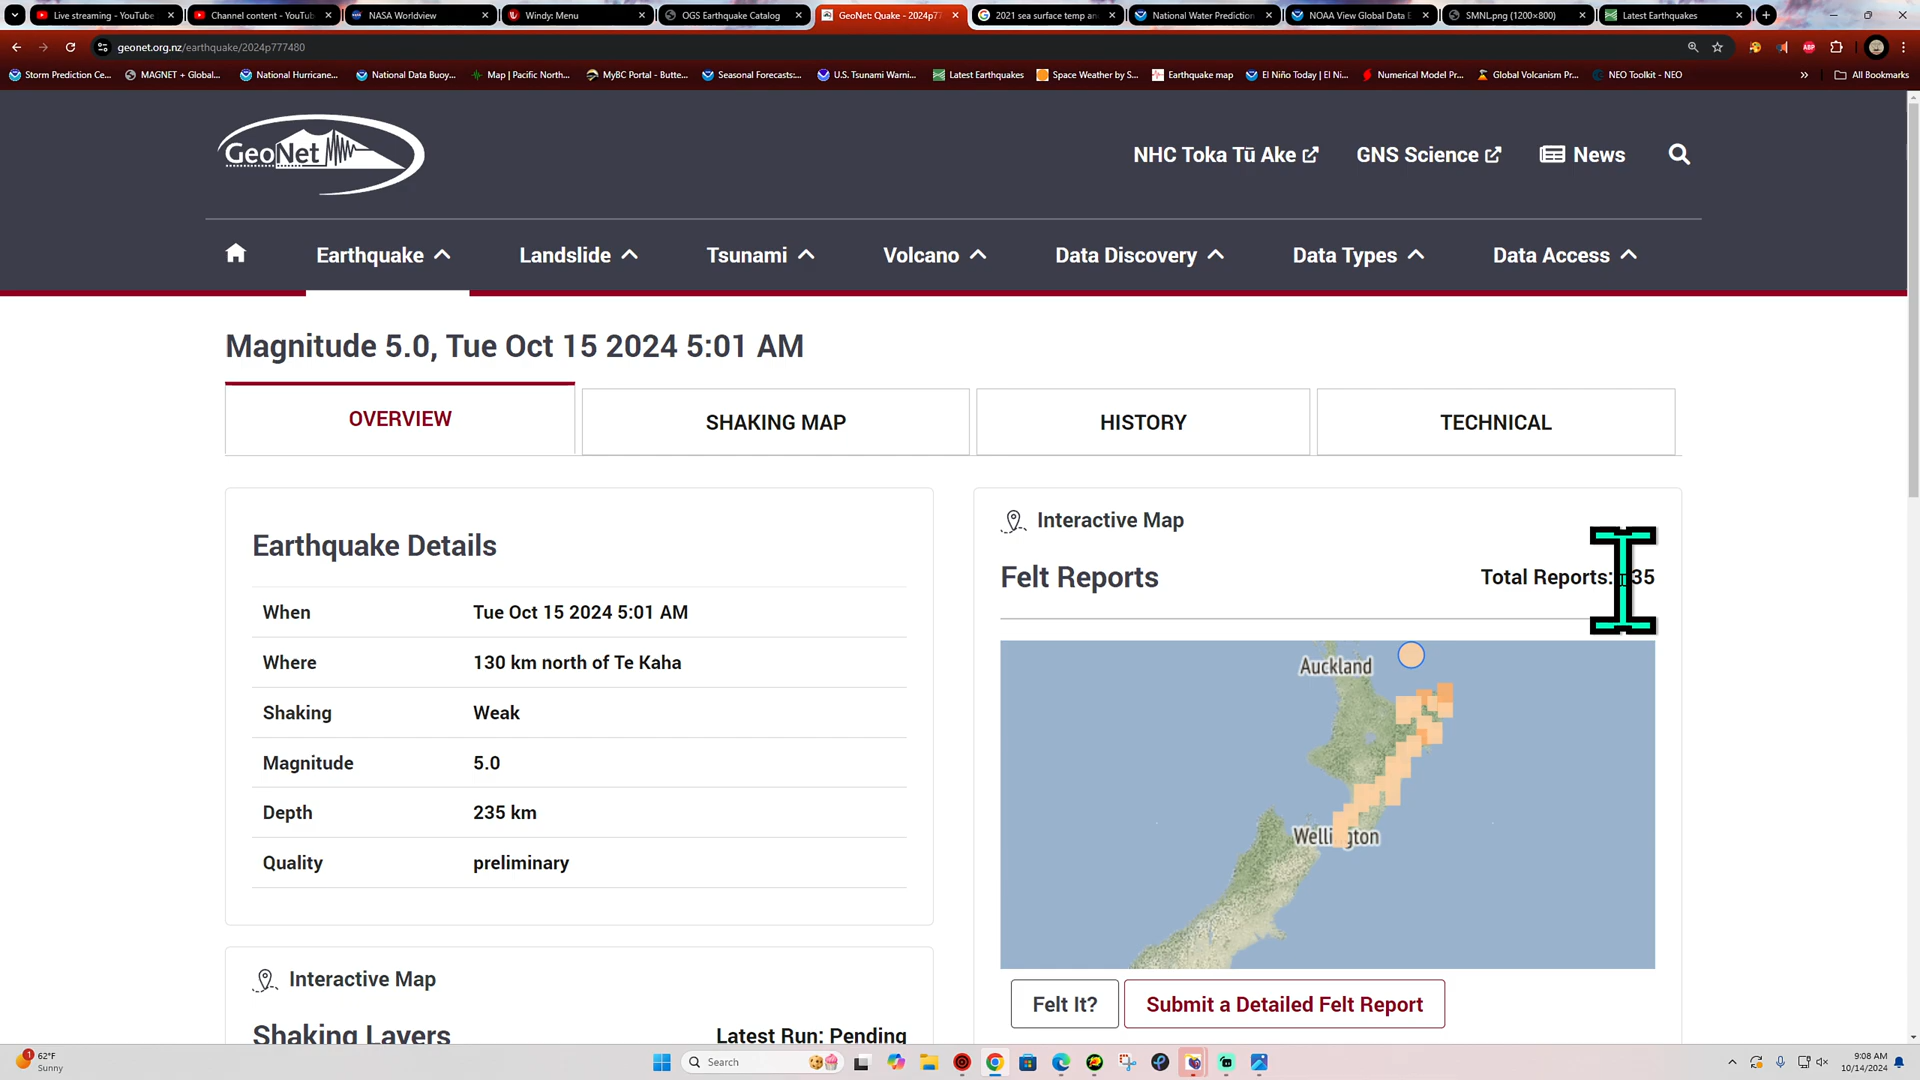 Live streaming - YouTube
Channel content - YouTu
NASA Worldview
Windy: Menu
OGS Earthquake Catalog
GeoNet: Quake - 2024p77
2021 sea surface temp an
National Water Prediction
NOAA View Global Data E
SMNL.png (1200×800)
Latest Earthquakes
geonet.org.nz/earthquake/2024p777480
ABP
Storm Prediction Ce...
MAGNET + Global...
National Hurricane...
National Data Buoy...
Map | Pacific North...
MyBC Portal - Butte...
Seasonal Forecasts:...
U.S. Tsunami Warni...
Latest Earthquakes
Space Weather by S...
Earthquake map
El Niño Today | El Ni...
Numerical Model Pr...
Global Volcanism Pr...
NEO Toolkit - NEO
All Bookmarks
GeoNet
NHC Toka Tū Ake
GNS Science
News
Earthquake
Landslide
Tsunami
Volcano
Data Discovery
Data Types
Data Access
Magnitude 5.0, Tue Oct 15 2024 5:01 AM
OVERVIEW
SHAKING MAP
HISTORY
TECHNICAL
Earthquake Details
When Tue Oct 15 2024 5:01 AM
Where 130 km north of Te Kaha
Shaking Weak
Magnitude 5.0
Depth 235 km
Quality preliminary
Interactive Map
Felt Reports
Total Reports: 35
Auckland
Wellington
Felt It?
Submit a Detailed Felt Report
Interactive Map
Shaking Layers
Latest Run: Pending
1
62°F
Sunny
Search
9:08 AM
10/14/2024